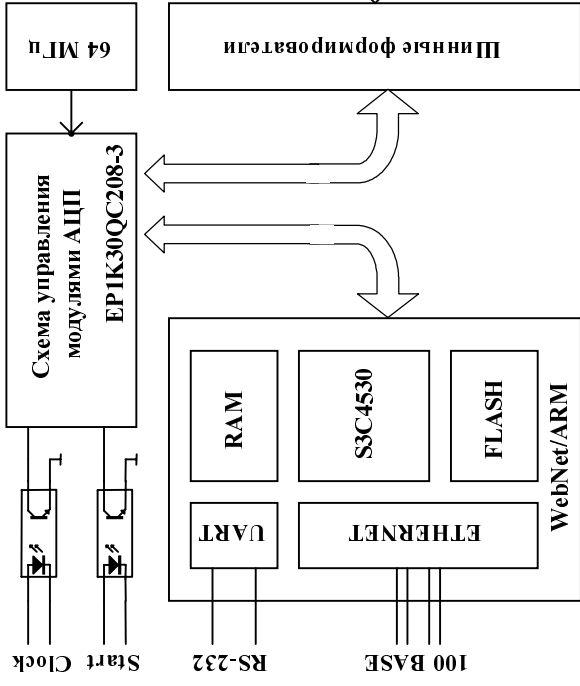 64 МГц
Шинные формирователи
Схема управления
модулями АЦП
EP1K30QC208-3
RAM
S3C4530
FLASH
WebNet/ARM
UART
ETHERNET
Clock
Start
RS-232
100 BASE